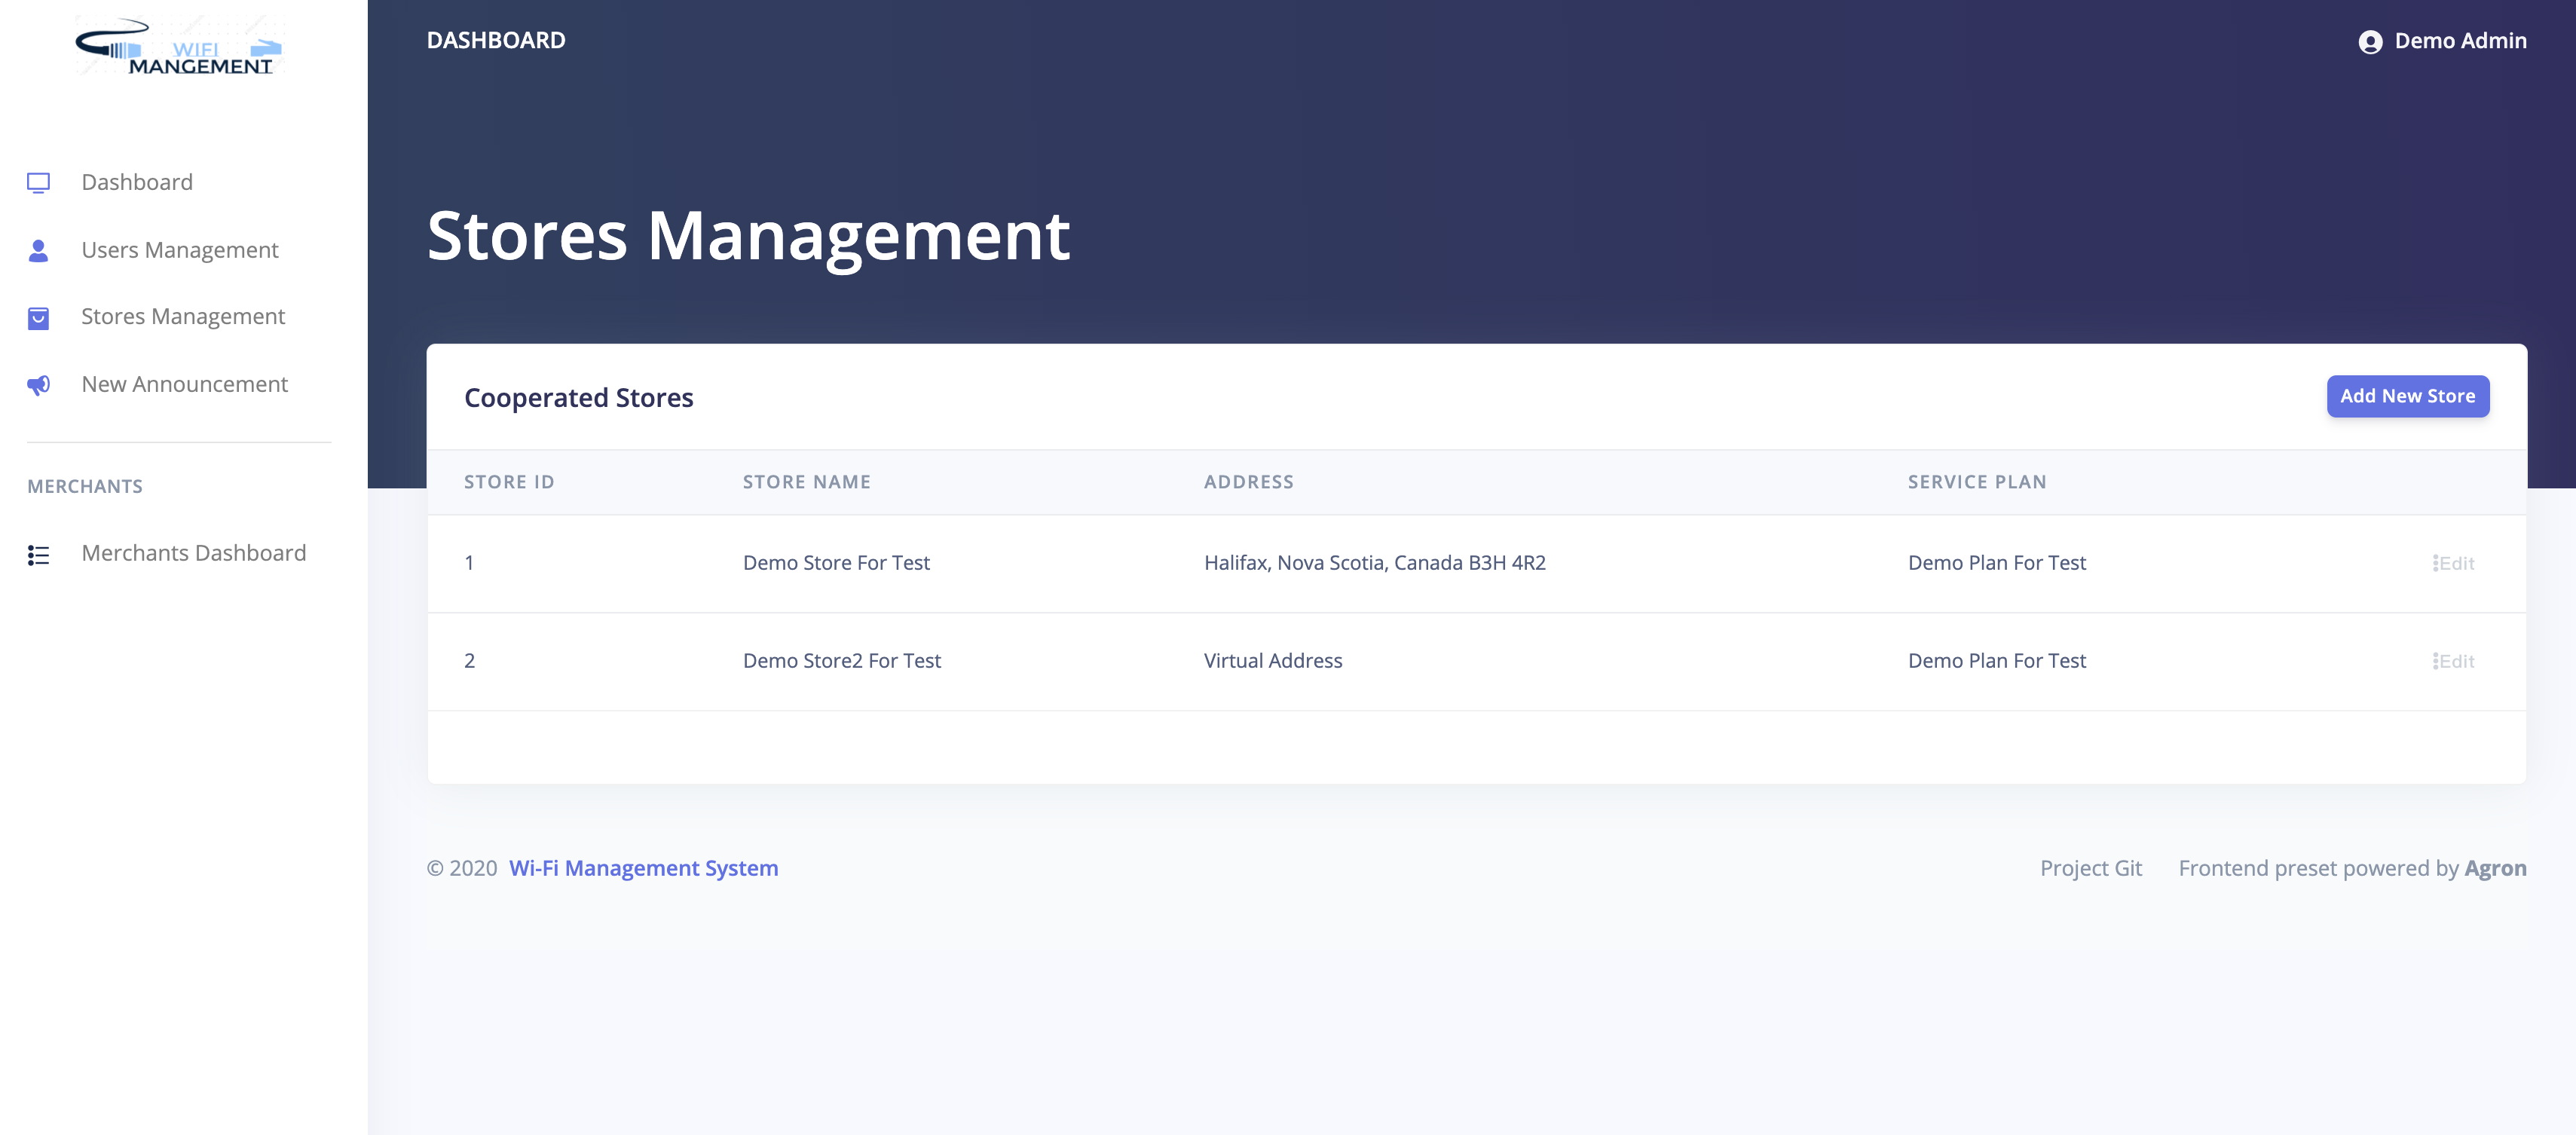 WIFI
MANGEMENT
Dashboard
Users Management
Stores Management
New Announcement
MERCHANTS
Merchants Dashboard
DASHBOARD
Demo Admin
Stores Management
Cooperated Stores
Add New Store
STORE ID STORE NAME ADDRESS SERVICE PLAN
1 Demo Store For Test Halifax, Nova Scotia, Canada B3H 4R2 Demo Plan For Test Edit
2 Demo Store2 For Test Virtual Address Demo Plan For Test Edit
© 2020 Wi-Fi Management System Project Git Frontend preset powered by Agron